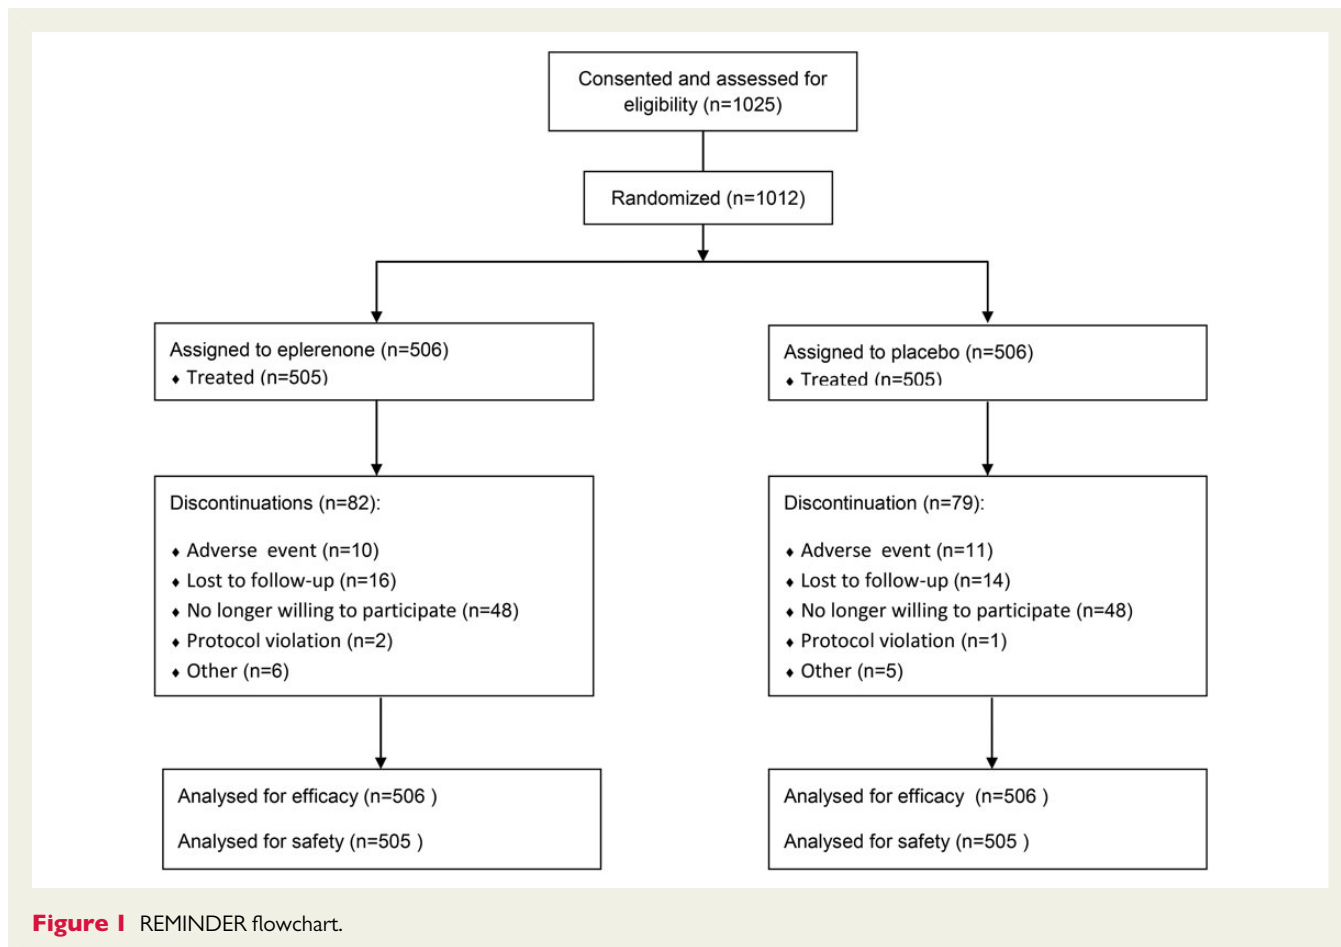 Consented and assessed for
eligibility (n=1025)
Randomized (n=1012)
Assigned to eplerenone (n=506)
♦ Treated (n=505)
Assigned to placebo (n=506)
♦ Treated (n=505)
Discontinuations (n=82):
♦ Adverse event (n=10)
♦ Lost to follow-up (n=16)
♦ No longer willing to participate (n=48)
♦ Protocol violation (n=2)
♦ Other (n=6)
Discontinuation (n=79):
♦ Adverse event (n=11)
♦ Lost to follow-up (n=14)
♦ No longer willing to participate (n=48)
♦ Protocol violation (n=1)
♦ Other (n=5)
Analysed for efficacy (n=506 )
Analysed for safety (n=505 )
Analysed for efficacy (n=506 )
Analysed for safety (n=505 )
Figure 1 REMINDER flowchart.